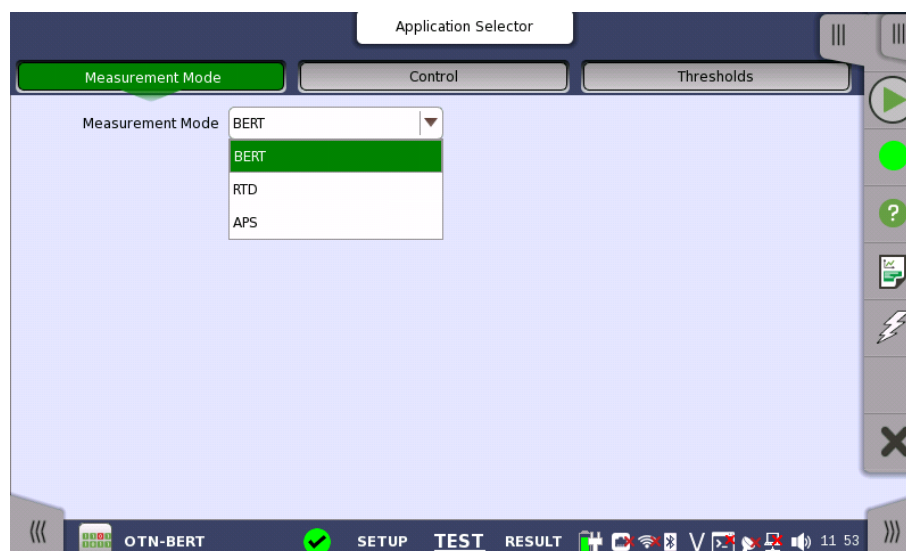 Application Selector
Measurement Mode Control Thresholds
Measurement Mode BERT
BERT
RTD
APS
OTN-BERT SETUP TEST RESULT 11 53